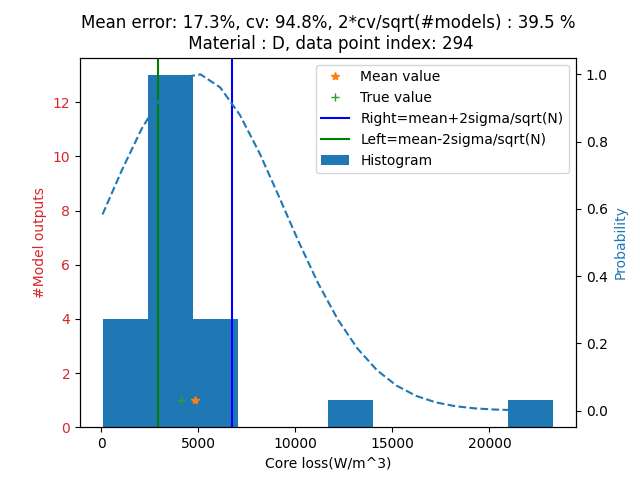 Mean error: 17.3%, cv: 94.8%, 2*cv/sqrt(#models) : 39.5 %
Material : D, data point index: 294
Mean value
True value
Right=mean+2sigma/sqrt(N)
Left=mean-2sigma/sqrt(N)
Histogram
#Model outputs
12
10
8
6
4
2
0
1.0
0.8
0.6
0.4
0.2
0.0
Probability
0 5000 10000 15000 20000
Core loss(W/m^3)